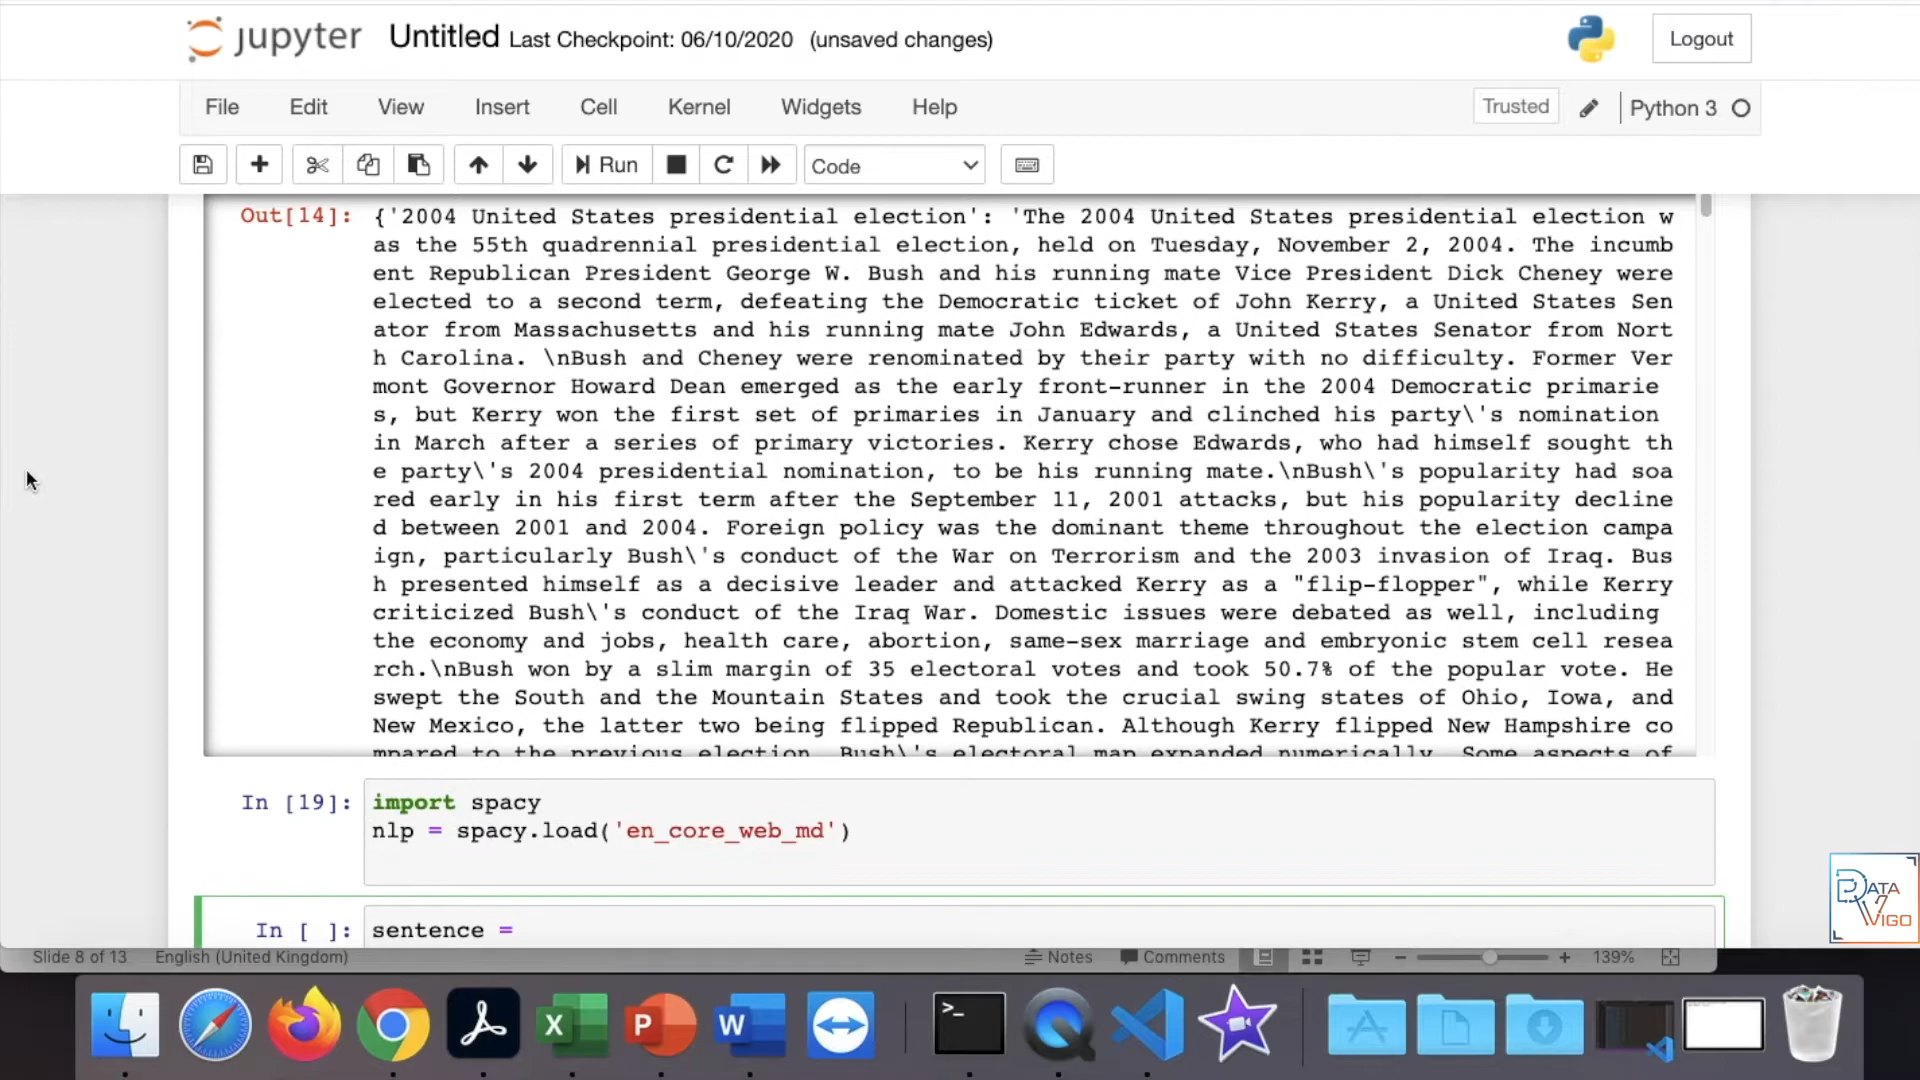 jupyter Untitled Last Checkpoint: 06/10/2020 (unsaved changes) Logout
File Edit View Insert Cell Kernel Widgets Help Trusted Python 3
Run Code
Out[14]: {'2004 United States presidential election': 'The 2004 United States presidential election w
as the 55th quadrennial presidential election, held on Tuesday, November 2, 2004. The incumb
ent Republican President George W. Bush and his running mate Vice President Dick Cheney were
elected to a second term, defeating the Democratic ticket of John Kerry, a United States Sen
ator from Massachusetts and his running mate John Edwards, a United States Senator from Nort
h Carolina. \nBush and Cheney were renominated by their party with no difficulty. Former Ver
mont Governor Howard Dean emerged as the early front-runner in the 2004 Democratic primarie
s, but Kerry won the first set of primaries in January and clinched his party\'s nomination
in March after a series of primary victories. Kerry chose Edwards, who had himself sought th
e party\'s 2004 presidential nomination, to be his running mate.\nBush\'s popularity had soa
red early in his first term after the September 11, 2001 attacks, but his popularity decline
d between 2001 and 2004. Foreign policy was the dominant theme throughout the election campa
ign, particularly Bush\'s conduct of the War on Terrorism and the 2003 invasion of Iraq. Bus
h presented himself as a decisive leader and attacked Kerry as a "flip-flopper", while Kerry
criticized Bush\'s conduct of the Iraq War. Domestic issues were debated as well, including
the economy and jobs, health care, abortion, same-sex marriage and embryonic stem cell resea
rch.\nBush won by a slim margin of 35 electoral votes and took 50.7% of the popular vote. He
swept the South and the Mountain States and took the crucial swing states of Ohio, Iowa, and
New Mexico, the latter two being flipped Republican. Although Kerry flipped New Hampshire co
mpared to the previous election, Bush\'s electoral map expanded numerically. Some aspects of
In [19]: import spacy
nlp = spacy.load('en_core_web_md')
In [ ]: sentence =
DATA
VIGO
Slide 8 of 13 English (United Kingdom) Notes Comments 139%
>_ X P W